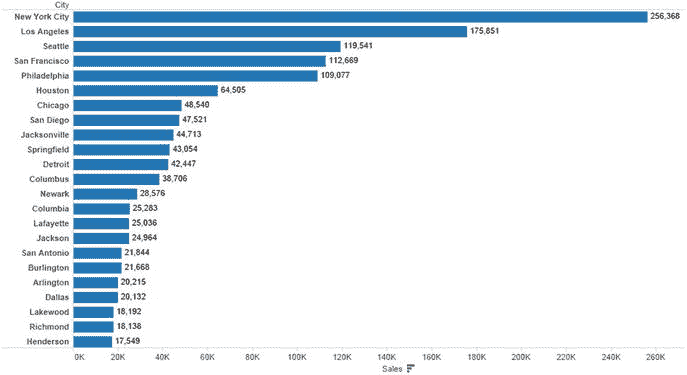 City
New York City 256,368
Los Angeles 175,851
Seattle 119,541
San Francisco 112,669
Philadelphia 109,077
Houston 64,505
Chicago 48,540
San Diego 47,521
Jacksonville 44,713
Springfield 43,054
Detroit 42,447
Columbus 38,706
Newark 28,576
Columbia 25,283
Lafayette 25,036
Jackson 24,964
San Antonio 21,844
Burlington 21,668
Arlington 20,215
Dallas 20,132
Lakewood 18,192
Richmond 18,138
Henderson 17,549
0K 20K 40K 60K 80K 100K 120K 140K 160K 180K 200K 220K 240K 260K
Sales